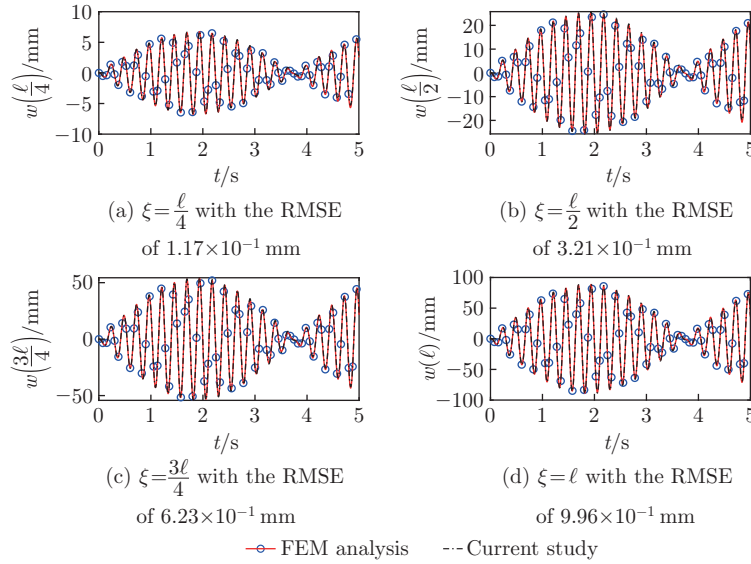 10
5
0
−5
−10
w(ℓ/4)/mm
0 1 2 3 4 5
t/s
(a) ξ=ℓ/4 with the RMSE
of 1.17×10⁻¹ mm
20
10
0
−10
−20
w(ℓ/2)/mm
0 1 2 3 4 5
t/s
(b) ξ=ℓ/2 with the RMSE
of 3.21×10⁻¹ mm
50
0
−50
w(3ℓ/4)/mm
0 1 2 3 4 5
t/s
(c) ξ=3ℓ/4 with the RMSE
of 6.23×10⁻¹ mm
100
50
0
−50
−100
w(ℓ)/mm
0 1 2 3 4 5
t/s
(d) ξ=ℓ with the RMSE
of 9.96×10⁻¹ mm
FEM analysis Current study